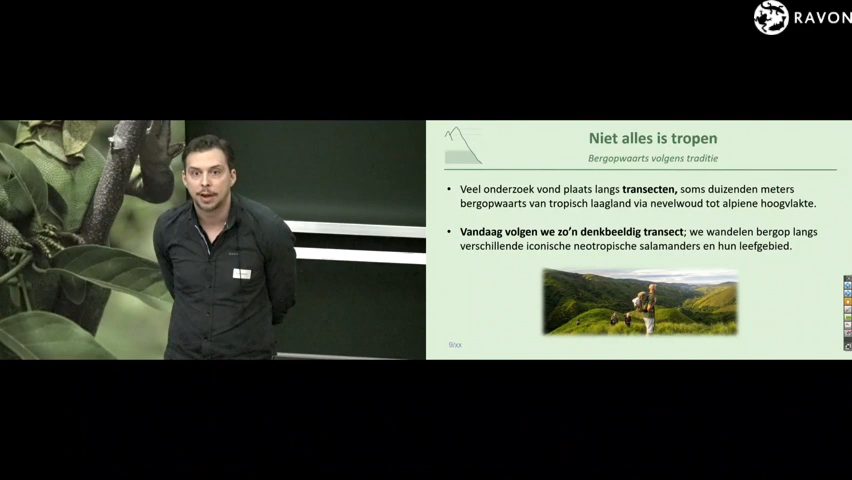 RAVON
Niet alles is tropen
Bergopwaarts volgens traditie
• Veel onderzoek vond plaats langs transecten, soms duizenden meters
bergopwaarts van tropisch laagland via nevelwoud tot alpiene hoogvlakte.
• Vandaag volgen we zo’n denkbeeldig transect; we wandelen bergop langs
verschillende iconische neotropische salamanders en hun leefgebied.
9/xx